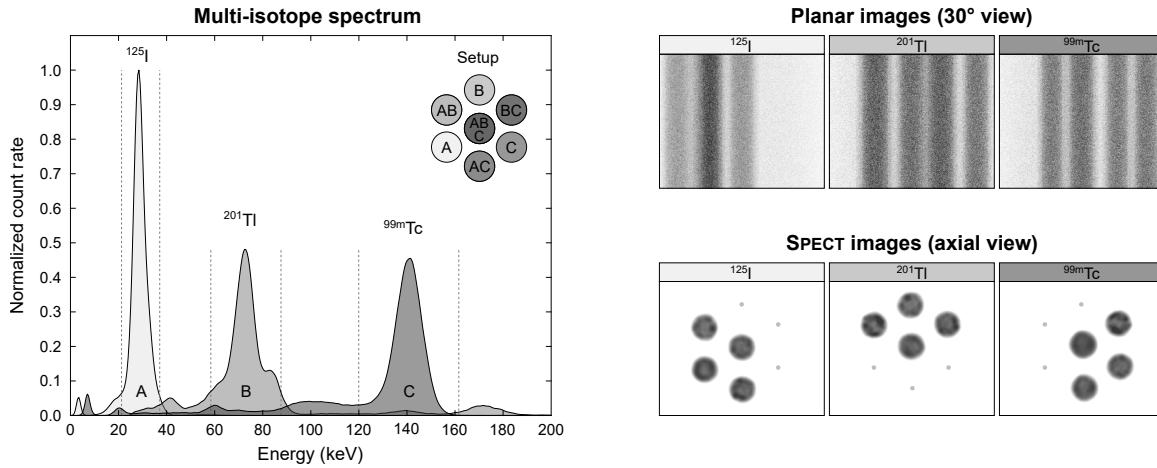 Multi-isotope spectrum
Normalized count rate
1.0
0.9
0.8
0.7
0.6
0.5
0.4
0.3
0.2
0.1
0.0
0 20 40 60 80 100 120 140 160 180 200
Energy (keV)
¹²⁵I
²⁰¹Tl
⁹⁹ᵐTc
A
B
C
Setup
B
AB
BC
AB
C
A
C
AC
Planar images (30° view)
¹²⁵I ²⁰¹Tl ⁹⁹ᵐTc
SPECT images (axial view)
¹²⁵I ²⁰¹Tl ⁹⁹ᵐTc